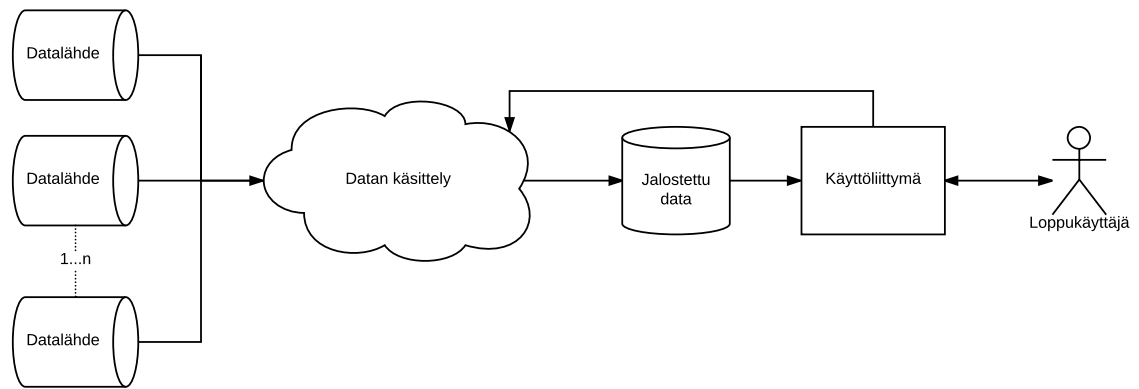 Datalähde
Datalähde
1...n
Datalähde
Datan käsittely
Jalostettu
data
Käyttöliittymä
Loppukäyttäjä